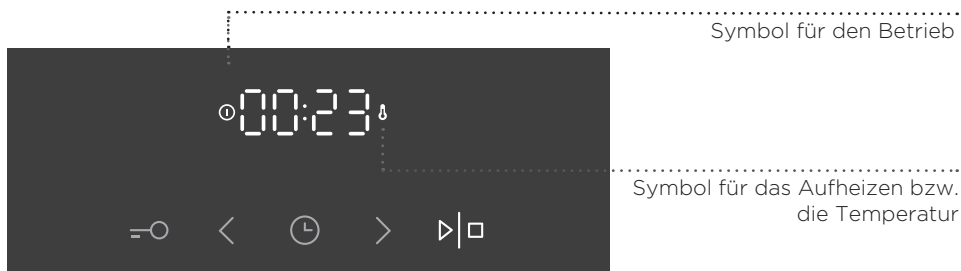 Symbol für den Betrieb
00:23
Symbol für das Aufheizen bzw.
die Temperatur